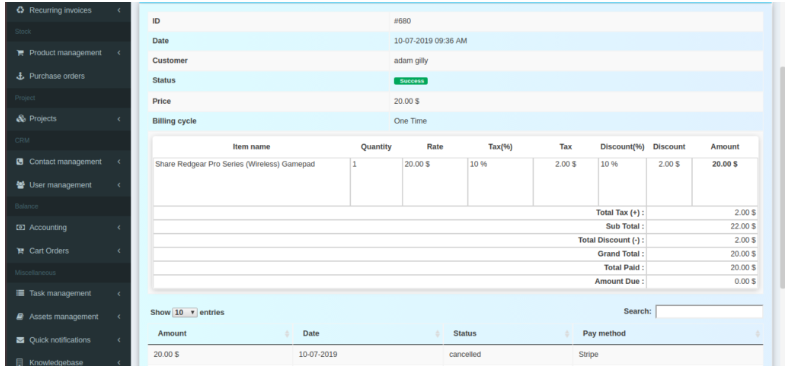 Recurring invoices
Stock
Product management
Purchase orders
Project
Projects
CRM
Contact management
User management
Balance
Accounting
Cart Orders
Miscellaneous
Task management
Assets management
Quick notifications
Knowledgebase
ID #680
Date 10-07-2019 09:36 AM
Customer adam gilly
Status Success
Price 20.00 $
Billing cycle One Time
Item name Quantity Rate Tax(%) Tax Discount(%) Discount Amount
Share Redgear Pro Series (Wireless) Gamepad 1 20.00 $ 10 % 2.00 $ 10 % 2.00 $ 20.00 $
Total Tax (+) : 2.00 $
Sub Total : 22.00 $
Total Discount (-) : 2.00 $
Grand Total : 20.00 $
Total Paid : 20.00 $
Amount Due : 0.00 $
Show 10 entries Search:
Amount Date Status Pay method
20.00 $ 10-07-2019 cancelled Stripe